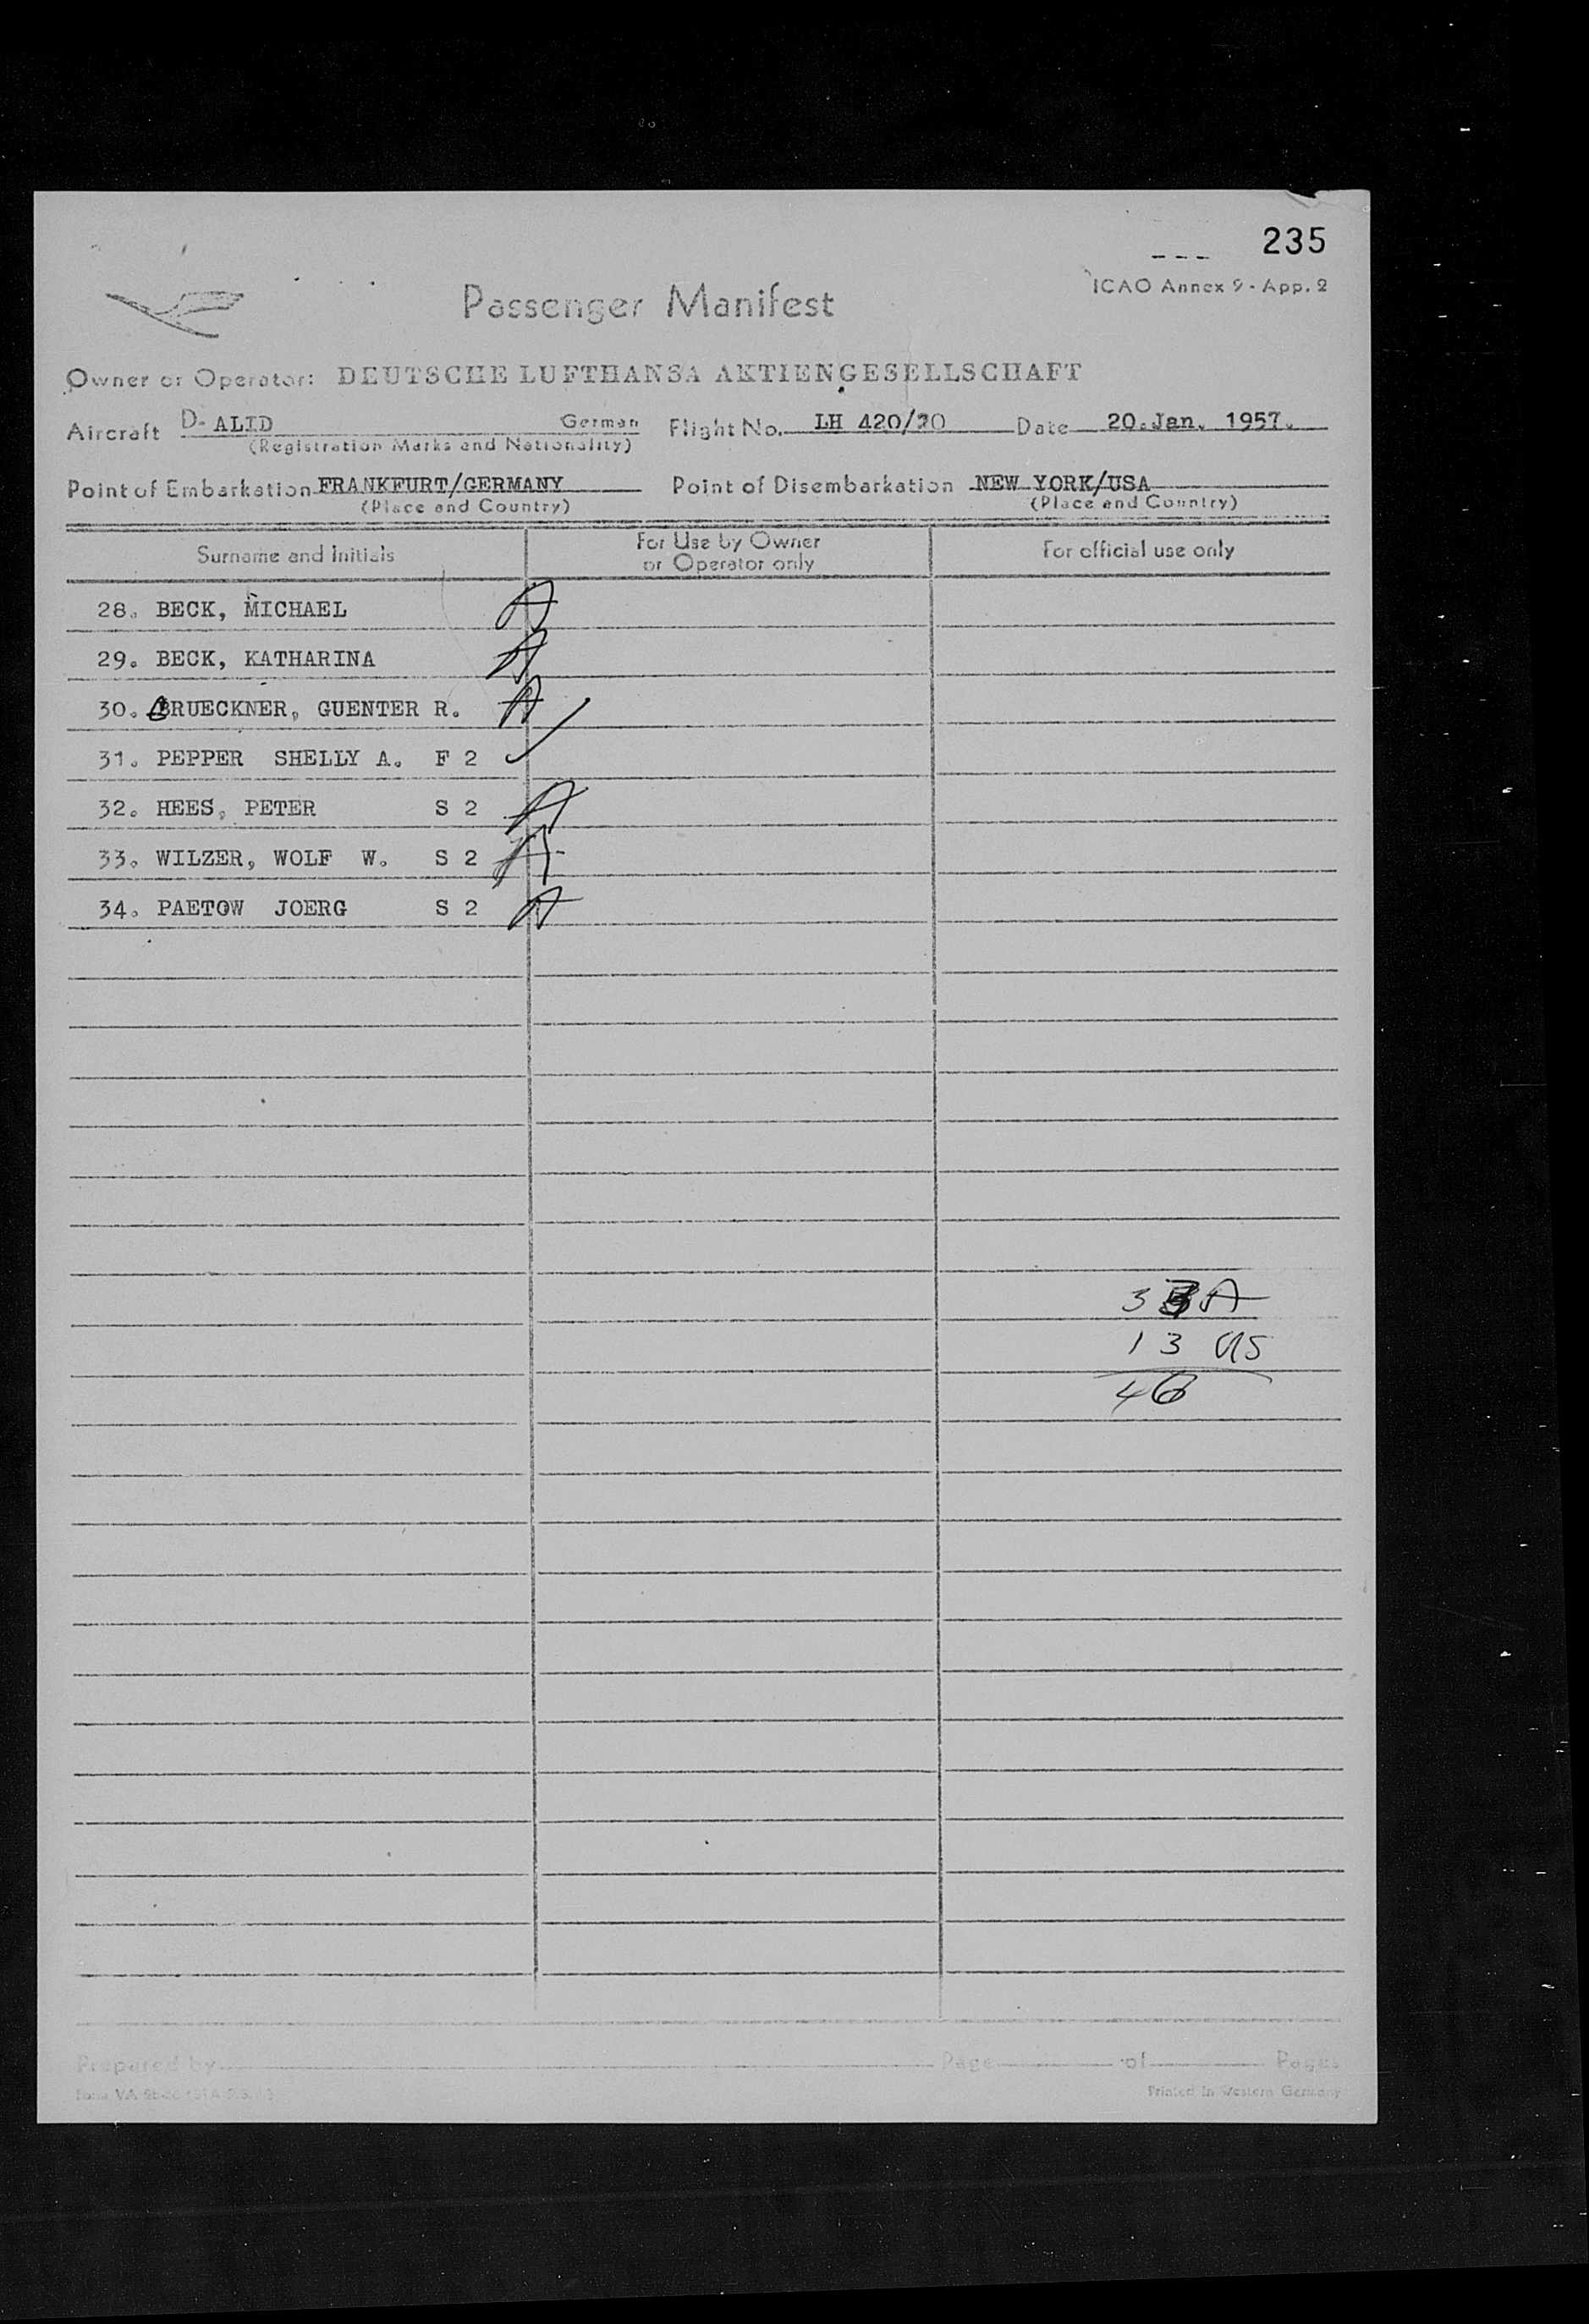 235
ICAO Annex 9 - App. 2
Passenger Manifest
Owner or Operator: DEUTSCHE LUFTHANSA AKTIENGESELLSCHAFT
Aircraft D-ALID German Flight No. LH 420/20 Date 20.Jan. 1957.
(Registration Marks and Nationality)
Point of Embarkation FRANKFURT/GERMANY Point of Disembarkation NEW YORK/USA
(Place and Country) (Place and Country)
Surname and Initials For Use by Owner or Operator only For official use only
28. BECK, MICHAEL A
29. BECK, KATHARINA A
30. BRUECKNER, GUENTER R. A
31. PEPPER SHELLY A. F 2 ✓
32. HEES, PETER S 2 A
33. WILZER, WOLF W. S 2 A
34. PAETOW JOERG S 2 A
33 A
13 US
46
Prepared by Page of Pages
Form VA
Printed in Western Germany